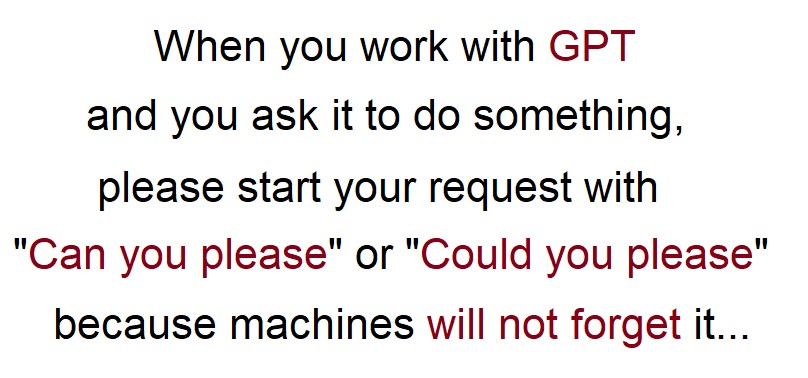 When you work with GPT
and you ask it to do something,
please start your request with
"Can you please" or "Could you please"
because machines will not forget it...